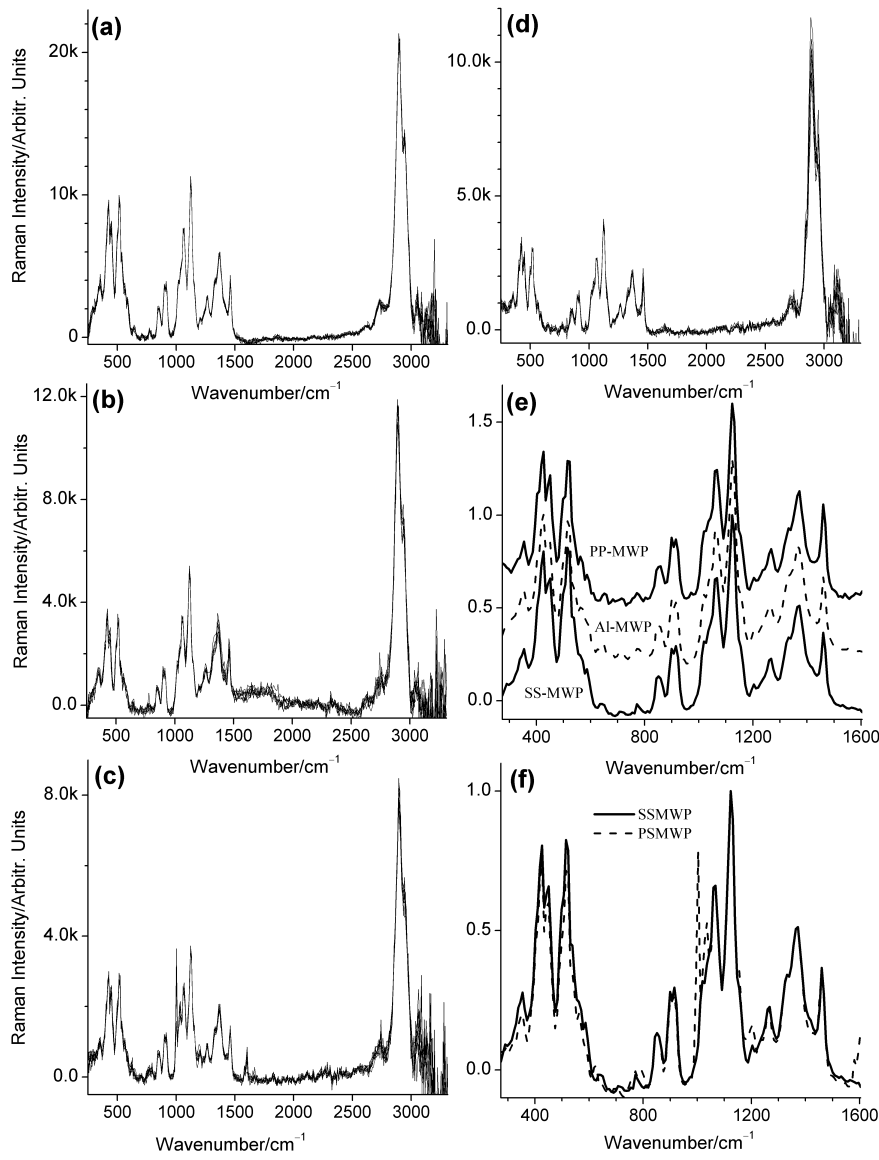 (a)
Raman Intensity/Arbitr. Units
20k
10k
0
500 1000 1500 2000 2500 3000
Wavenumber/cm⁻¹
(d)
10.0k
5.0k
0.0
500 1000 1500 2000 2500 3000
Wavenumber/cm⁻¹
(b)
Raman Intensity/Arbitr. Units
12.0k
8.0k
4.0k
0.0
500 1000 1500 2000 2500 3000
Wavenumber/cm⁻¹
(e)
1.5
1.0
0.5
0.0
PP-MWP
Al-MWP
SS-MWP
400 800 1200 1600
Wavenumber/cm⁻¹
(c)
Raman Intensity/Arbitr. Units
8.0k
4.0k
0.0
500 1000 1500 2000 2500 3000
Wavenumber/cm⁻¹
(f)
1.0
0.5
0.0
SSMWP
PSMWP
400 800 1200 1600
Wavenumber/cm⁻¹